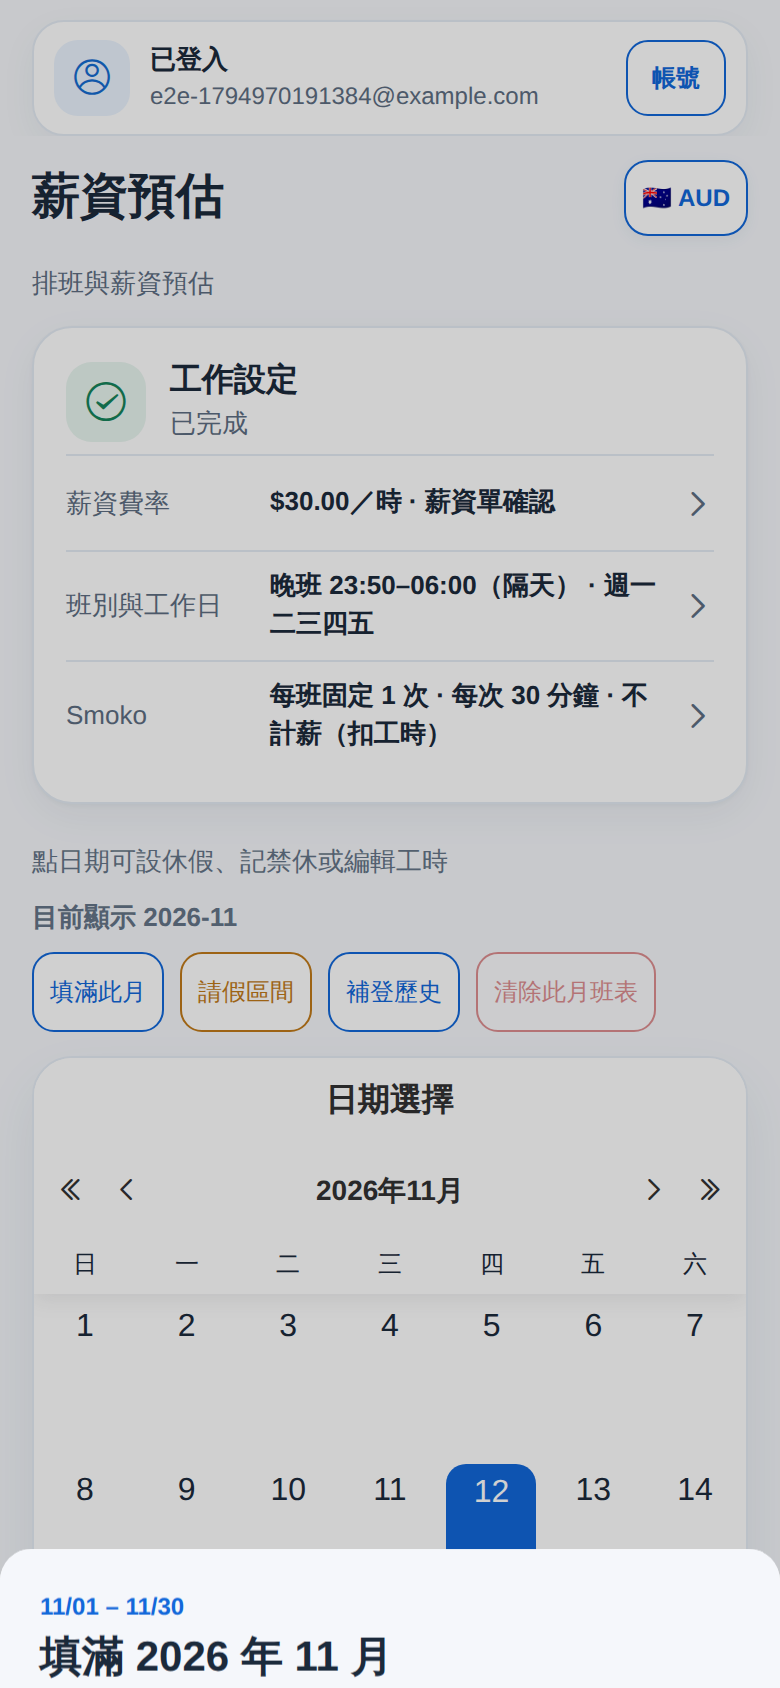 已登入
e2e-1794970191384@example.com
帳號
薪資預估
🇦🇺 AUD
排班與薪資預估
工作設定
已完成
薪資費率
$30.00／時 · 薪資單確認
班別與工作日
晚班 23:50–06:00（隔天） · 週一
二三四五
Smoko
每班固定 1 次 · 每次 30 分鐘 · 不
計薪（扣工時）
點日期可設休假、記禁休或編輯工時
目前顯示 2026-11
填滿此月
請假區間
補登歷史
清除此月班表
日期選擇
2026年11月
日 一 二 三 四 五 六
1 2 3 4 5 6 7
8 9 10 11 12 13 14
11/01 – 11/30
填滿 2026 年 11 月